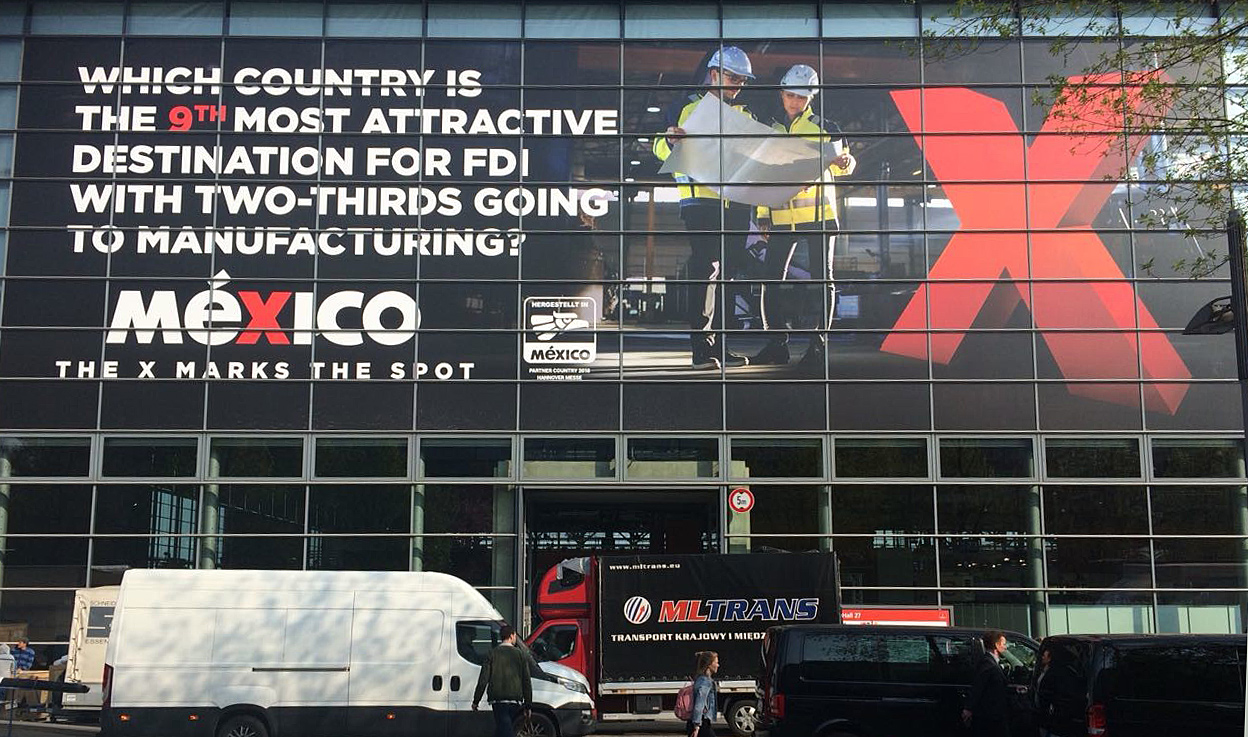 WHICH COUNTRY IS
THE 9TH MOST ATTRACTIVE
DESTINATION FOR FDI
WITH TWO-THIRDS GOING
TO MANUFACTURING?
MéXICO
THE X MARKS THE SPOT
HERGESTELLT IN
MéXICO
PARTNER COUNTRY 2018
HANNOVER MESSE
X
5m
www.mltrans.eu
MLTRANS
TRANSPORT KRAJOWY I
Hall 27